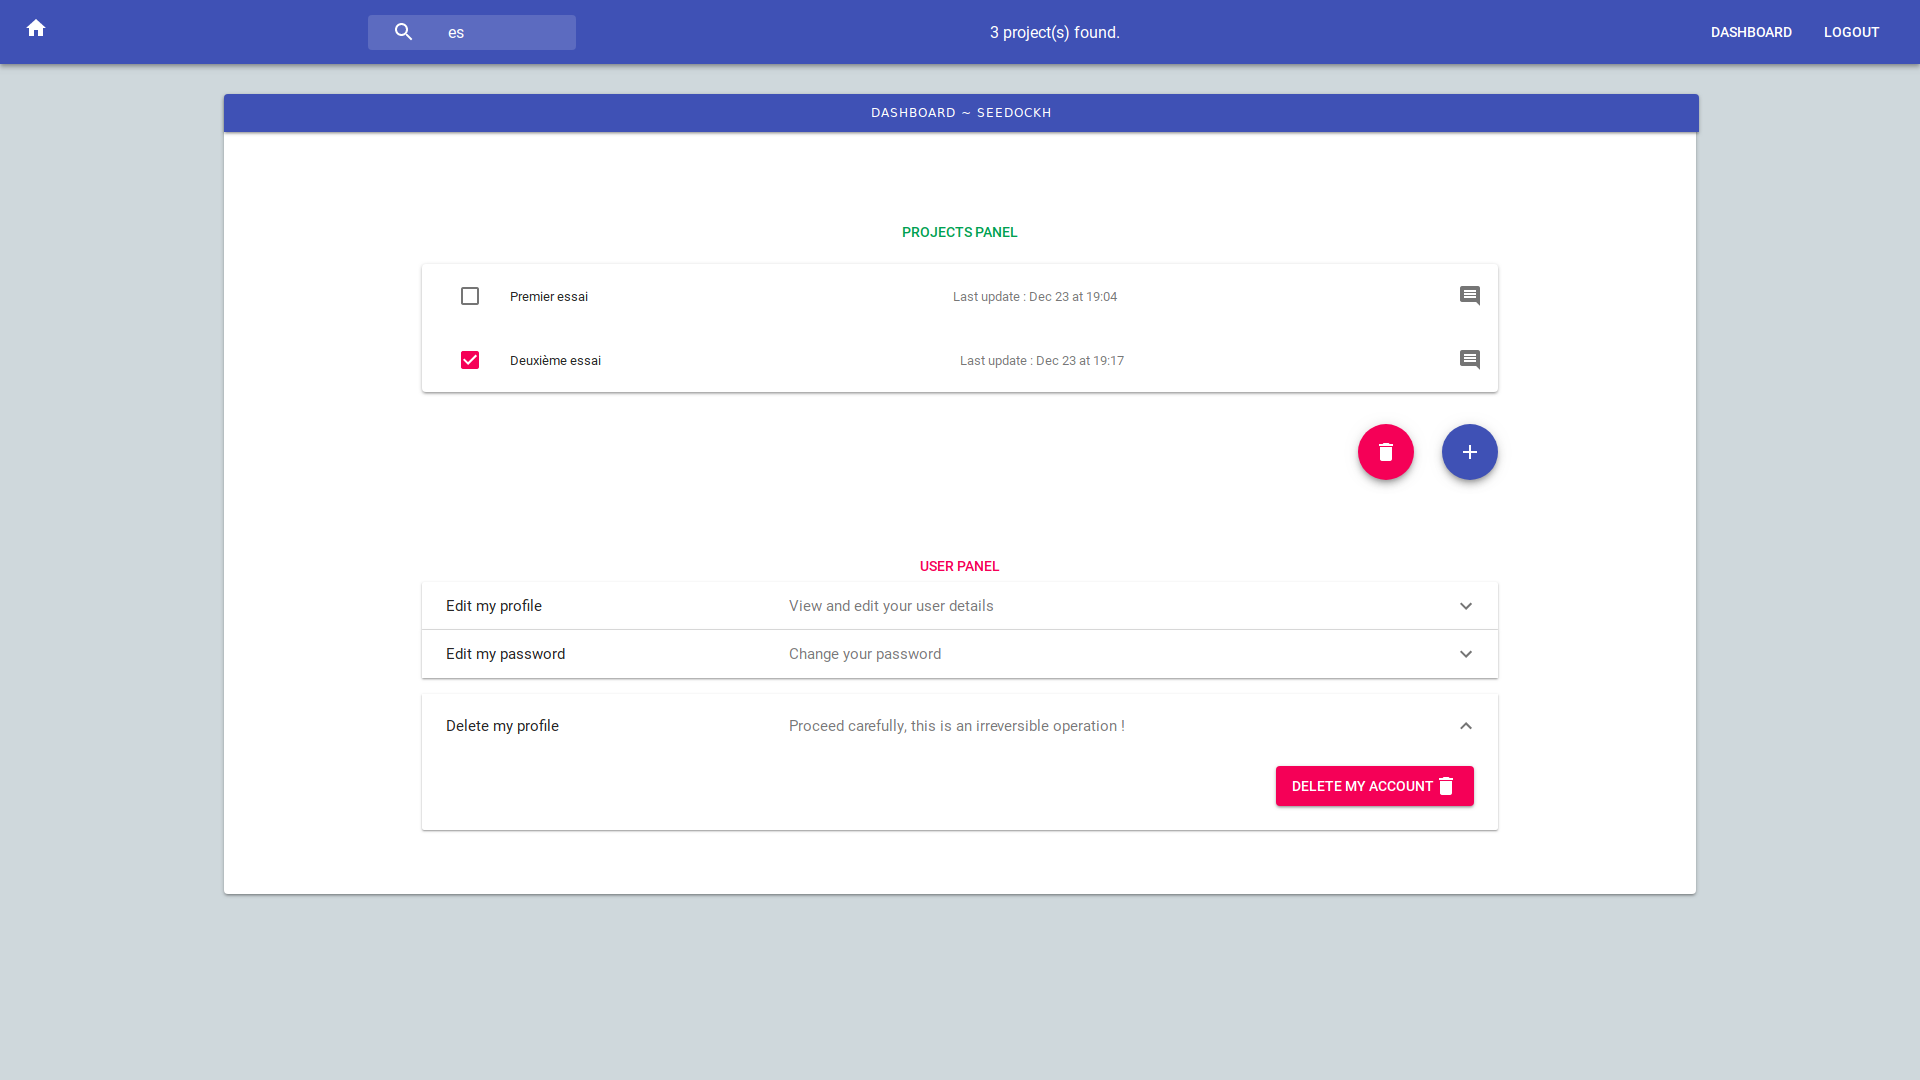 es
3 project(s) found.
DASHBOARD
LOGOUT
DASHBOARD ~ SEEDOCKH
PROJECTS PANEL
Premier essai
Last update : Dec 23 at 19:04
Deuxième essai
Last update : Dec 23 at 19:17
USER PANEL
Edit my profile
View and edit your user details
Edit my password
Change your password
Delete my profile
Proceed carefully, this is an irreversible operation !
DELETE MY ACCOUNT